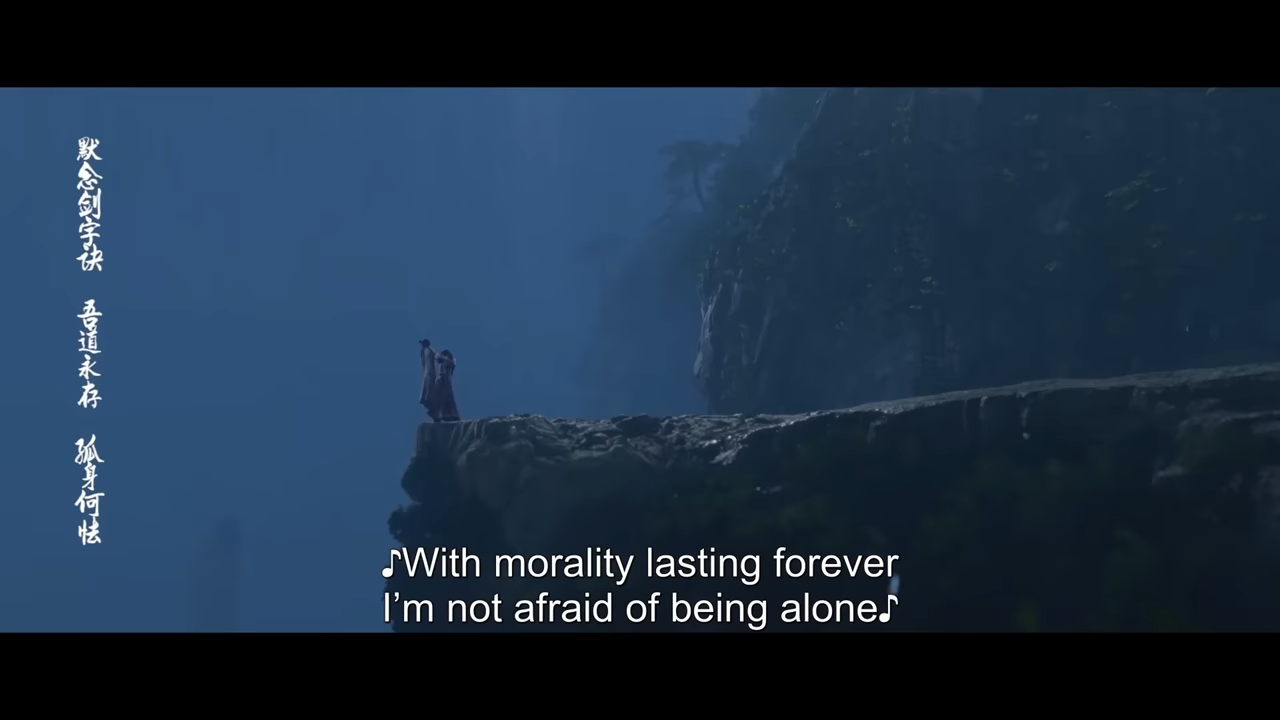 默念剑字诀 吾道永存 孤身何怯
♪With morality lasting forever
I’m not afraid of being alone♪